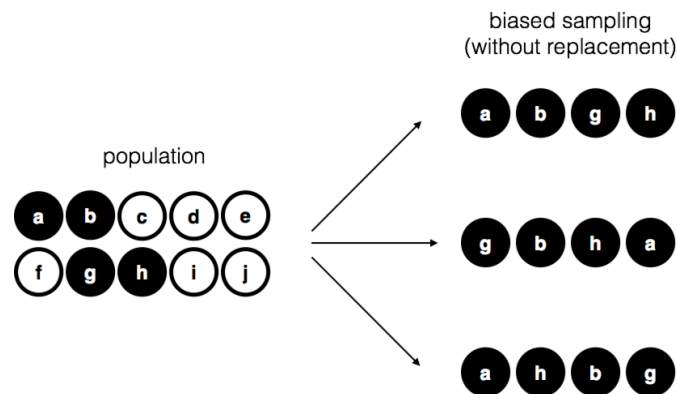 biased sampling
(without replacement)
a b g h
population
a b c d e
g b h a
f g h i j
a h b g